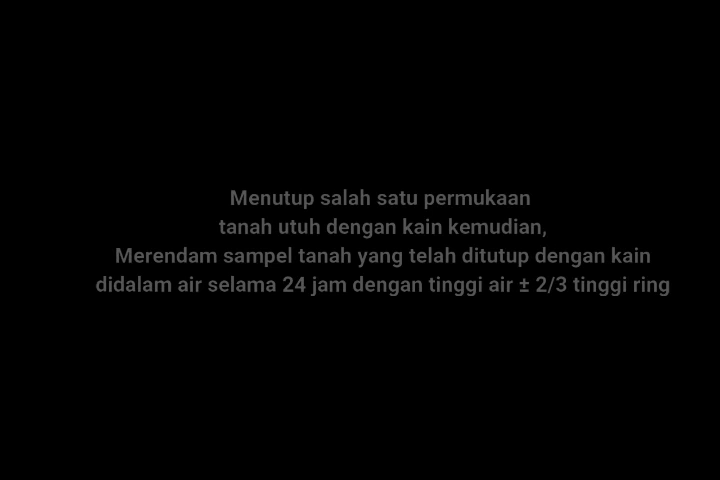 Menutup salah satu permukaan
tanah utuh dengan kain kemudian,
Merendam sampel tanah yang telah ditutup dengan kain
didalam air selama 24 jam dengan tinggi air ± 2/3 tinggi ring